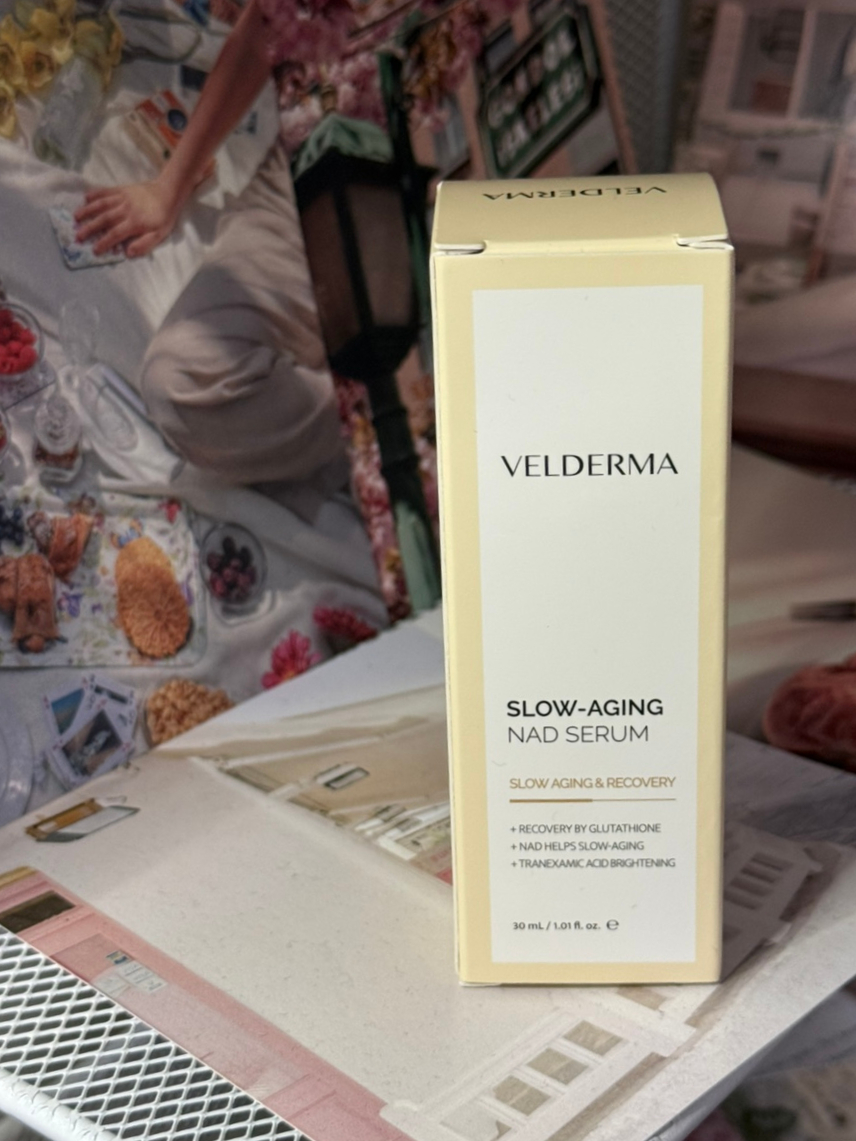 VELDERMA
VELDERMA
SLOW-AGING
NAD SERUM
SLOW AGING & RECOVERY
+ RECOVERY BY GLUTATHIONE
+ NAD HELPS SLOW-AGING
+ TRANEXAMIC ACID BRIGHTENING
30 mL / 1.01 fl. oz. ℮